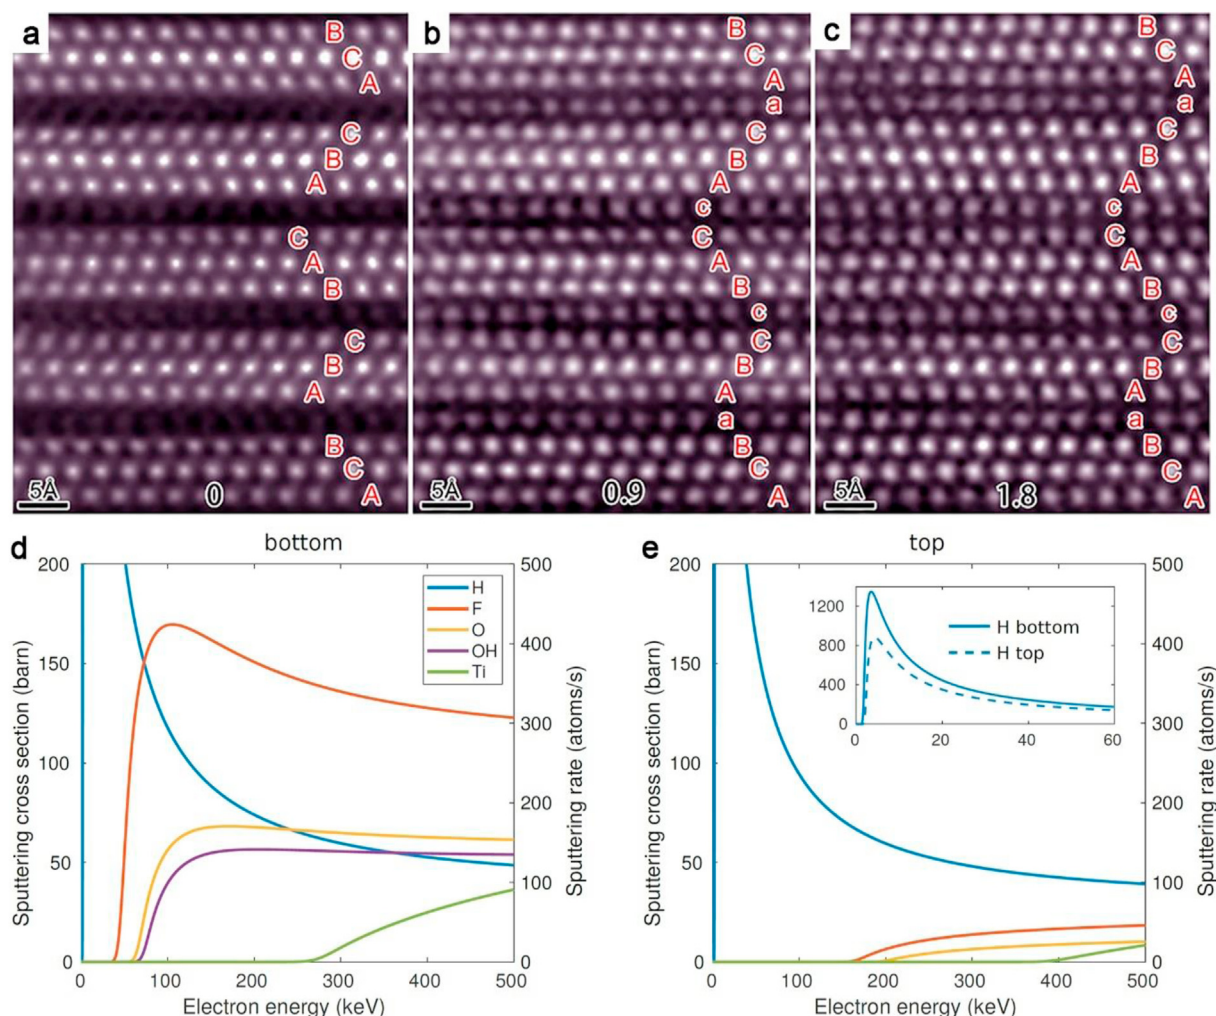 a
B
C
A
C
B
A
C
A
B
C
B
A
B
C
A
5Å
0
b
B
C
A
a
C
B
A
c
C
A
B
c
C
B
A
a
B
C
A
5Å
0.9
c
B
C
A
a
C
B
A
c
C
A
B
c
C
B
A
a
B
C
A
5Å
1.8
d
bottom
Sputtering cross section (barn)
200
150
100
50
0
H
F
O
OH
Ti
500
400
300
200
100
0
Sputtering rate (atoms/s)
0 100 200 300 400 500
Electron energy (keV)
e
top
Sputtering cross section (barn)
200
150
100
50
0
1200
800
400
0
H bottom
H top
0 20 40 60
500
400
300
200
100
0
Sputtering rate (atoms/s)
0 100 200 300 400 500
Electron energy (keV)